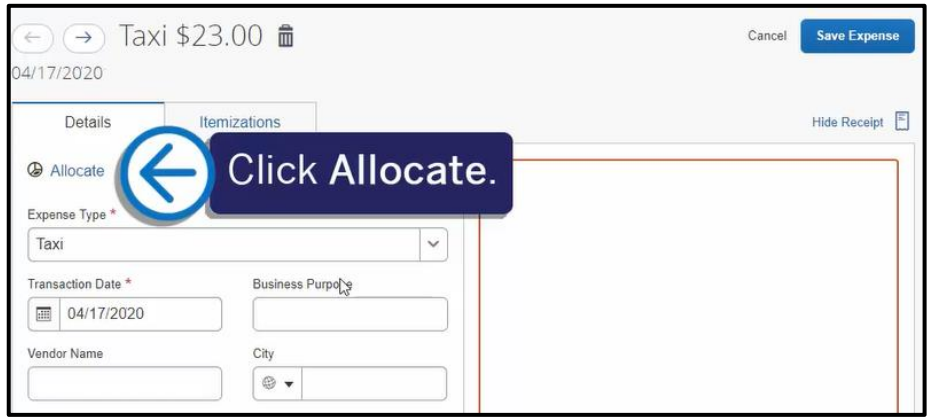 Taxi $23.00
Cancel
Save Expense
04/17/2020
Details
Itemizations
Hide Receipt
Allocate
Click Allocate.
Expense Type *
Taxi
Transaction Date *
Business Purpose
04/17/2020
Vendor Name
City